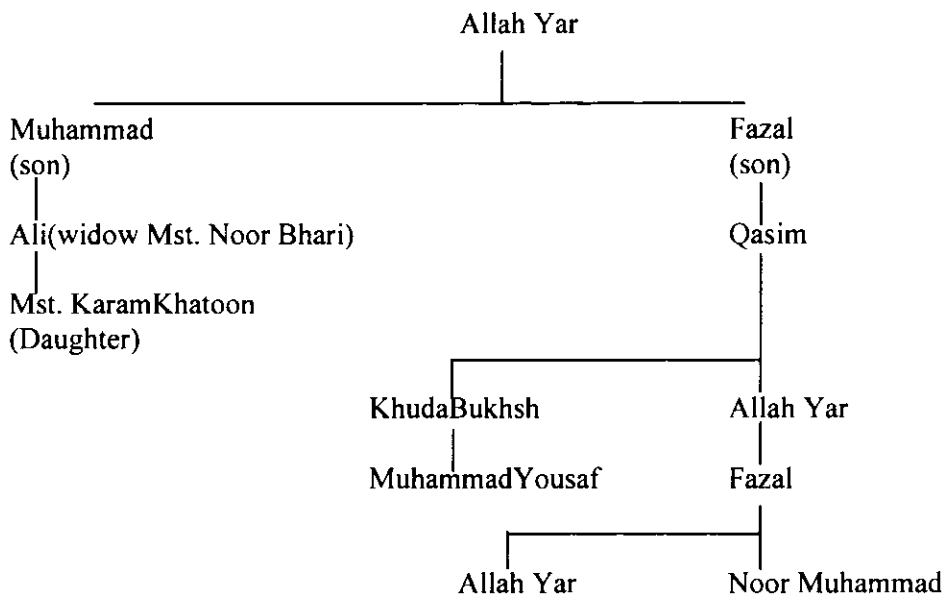 Allah Yar
Muhammad Fazal
(son) (son)
Ali(widow Mst. Noor Bhari) Qasim
Mst. KaramKhatoon
(Daughter)
KhudaBukhsh Allah Yar
MuhammadYousaf Fazal
Allah Yar Noor Muhammad